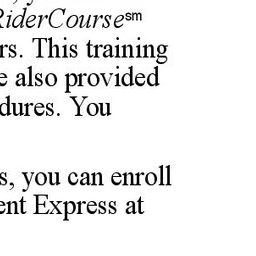 RiderCourse℠
rs. This training
e also provided
dures. You
s, you can enroll
ent Express at